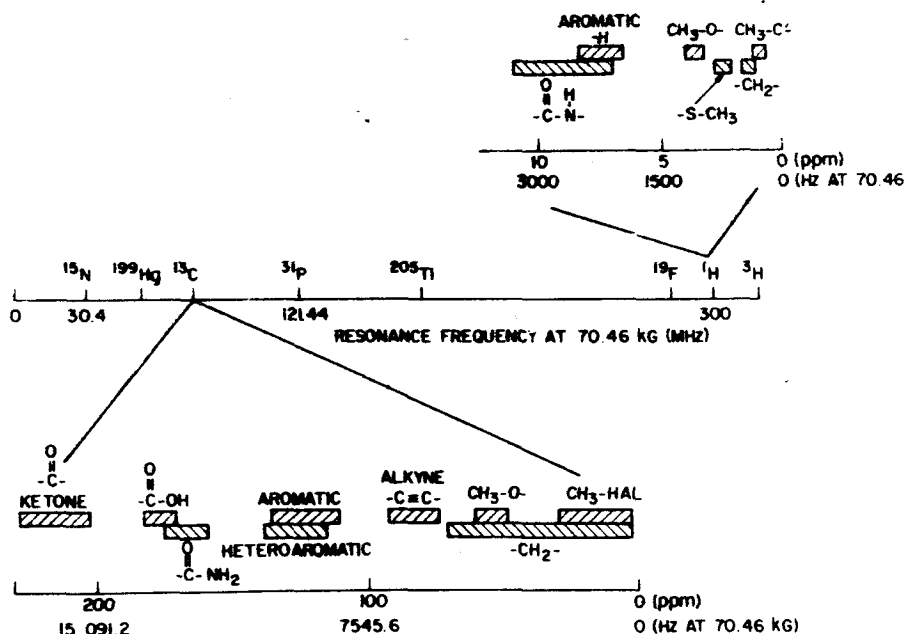 AROMATIC
-H
CH₃-O-
CH₃-C
O
-C-N-
H
-S-CH₃
-CH₂-
10
5
0 (ppm)
3000
1500
0 (Hz AT 70.46
¹⁵N
¹⁹⁹Hg
¹³C
³¹P
²⁰⁵Tl
¹⁹F
¹H
³H
0
30.4
121.44
300
RESONANCE FREQUENCY AT 70.46 kG (MHz)
O
-C-
KETONE
O
-C-OH
AROMATIC
ALKYNE
-C≡C-
CH₃-O-
CH₃-HAL
HETEROAROMATIC
-CH₂-
O
-C-NH₂
200
100
0 (ppm)
15 091.2
7545.6
0 (Hz AT 70.46 kG)